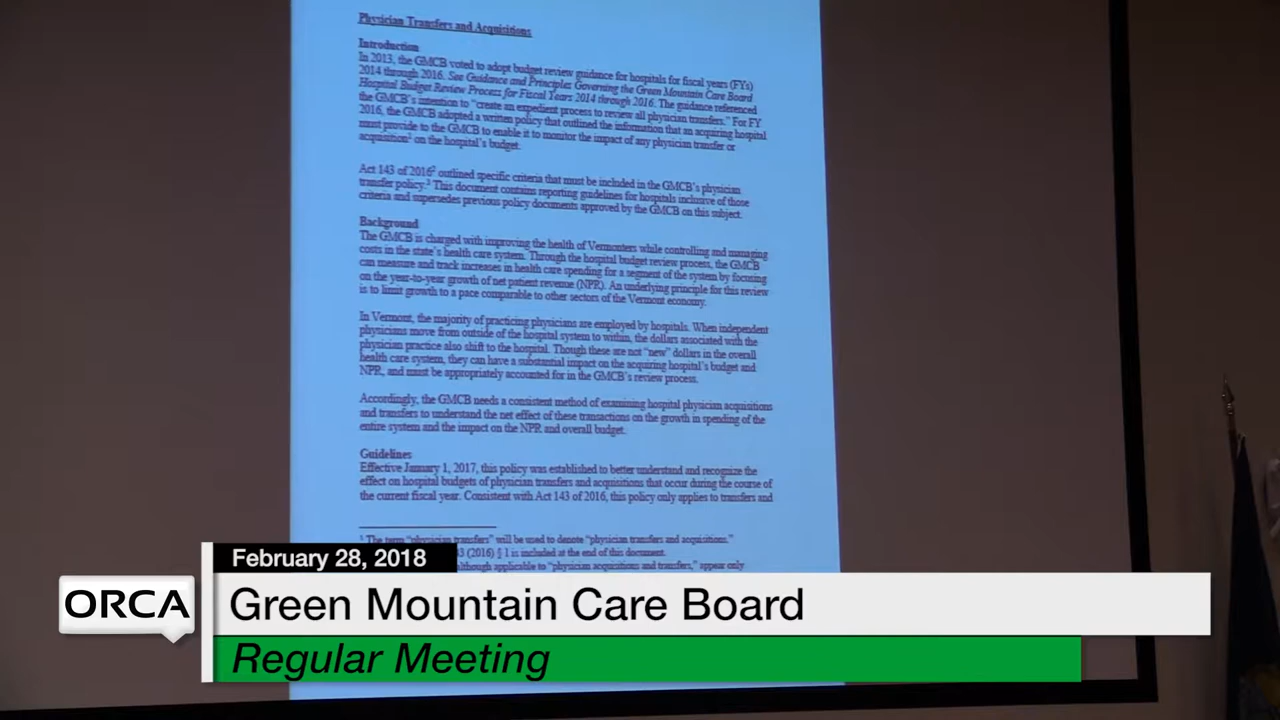 Physician Transfers and Acquisitions
Introduction
In 2013, the GMCB voted to adopt budget review guidance for hospitals for fiscal years (FYs)
2014 through 2016. See Guidance and Principles Governing the Green Mountain Care Board
Hospital Budget Review Process for Fiscal Years 2014 through 2016. The guidance referenced
the GMCB's intention to "create an expedient process to review all physician transfers." For FY
2016, the GMCB adopted a written policy that outlined the information that an acquiring hospital
must provide to the GMCB to enable it to monitor the impact of any physician transfer or
acquisition¹ on the hospital's budget.
Act 143 of 2016² outlined specific criteria that must be included in the GMCB's physician
transfer policy.³ This document contains reporting guidelines for hospitals inclusive of those
criteria and supersedes previous policy documents approved by the GMCB on this subject.
Background
The GMCB is charged with improving the health of Vermonters while controlling and managing
costs in the state's health care system. Through the hospital budget review process, the GMCB
can measure and track increases in health care spending for a segment of the system by focusing
on the year-to-year growth of net patient revenue (NPR). An underlying principle for this review
is to limit growth to a pace comparable to other sectors of the Vermont economy.
In Vermont, the majority of practicing physicians are employed by hospitals. When independent
physicians move from outside of the hospital system to within, the dollars associated with the
physician practice also shift to the hospital. Though these are not "new" dollars in the overall
health care system, they can have a substantial impact on the acquiring hospital's budget and
NPR, and must be appropriately accounted for in the GMCB's review process.
Accordingly, the GMCB needs a consistent method of examining hospital physician acquisitions
and transfers to understand the net effect of these transactions on the growth in spending of the
entire system and the impact on the NPR and overall budget.
Guidelines
Effective January 1, 2017, this policy was established to better understand and recognize the
effect on hospital budgets of physician transfers and acquisitions that occur during the course of
the current fiscal year. Consistent with Act 143 of 2016, this policy only applies to transfers and
¹ The term "physician transfers" will be used to denote "physician transfers and acquisitions."
3 (2016) § 1 is included at the end of this document.
although applicable to "physician acquisitions and transfers," appear only
February 28, 2018
ORCA
Green Mountain Care Board
Regular Meeting